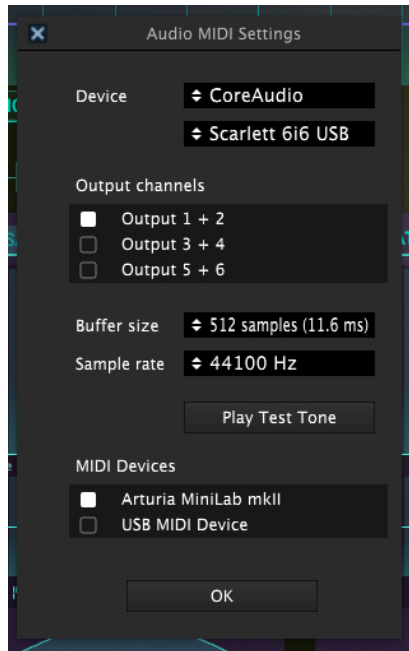 Audio MIDI Settings
Device
CoreAudio
Scarlett 6i6 USB
Output channels
Output 1 + 2
Output 3 + 4
Output 5 + 6
Buffer size
512 samples (11.6 ms)
Sample rate
44100 Hz
Play Test Tone
MIDI Devices
Arturia MiniLab mkII
USB MIDI Device
OK